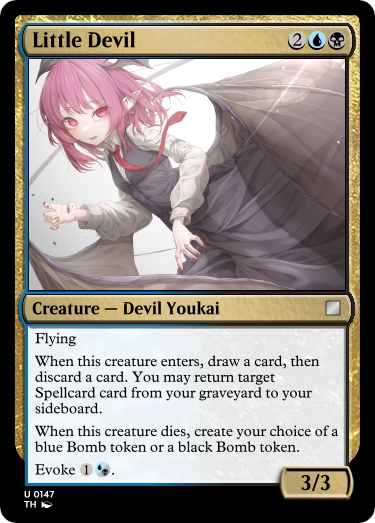 Little Devil 2
Creature — Devil Youkai
Flying
When this creature enters, draw a card, then
discard a card. You may return target
Spellcard card from your graveyard to your
sideboard.
When this creature dies, create your choice of a
blue Bomb token or a black Bomb token.
Evoke 1 .
3/3
U 0147
TH